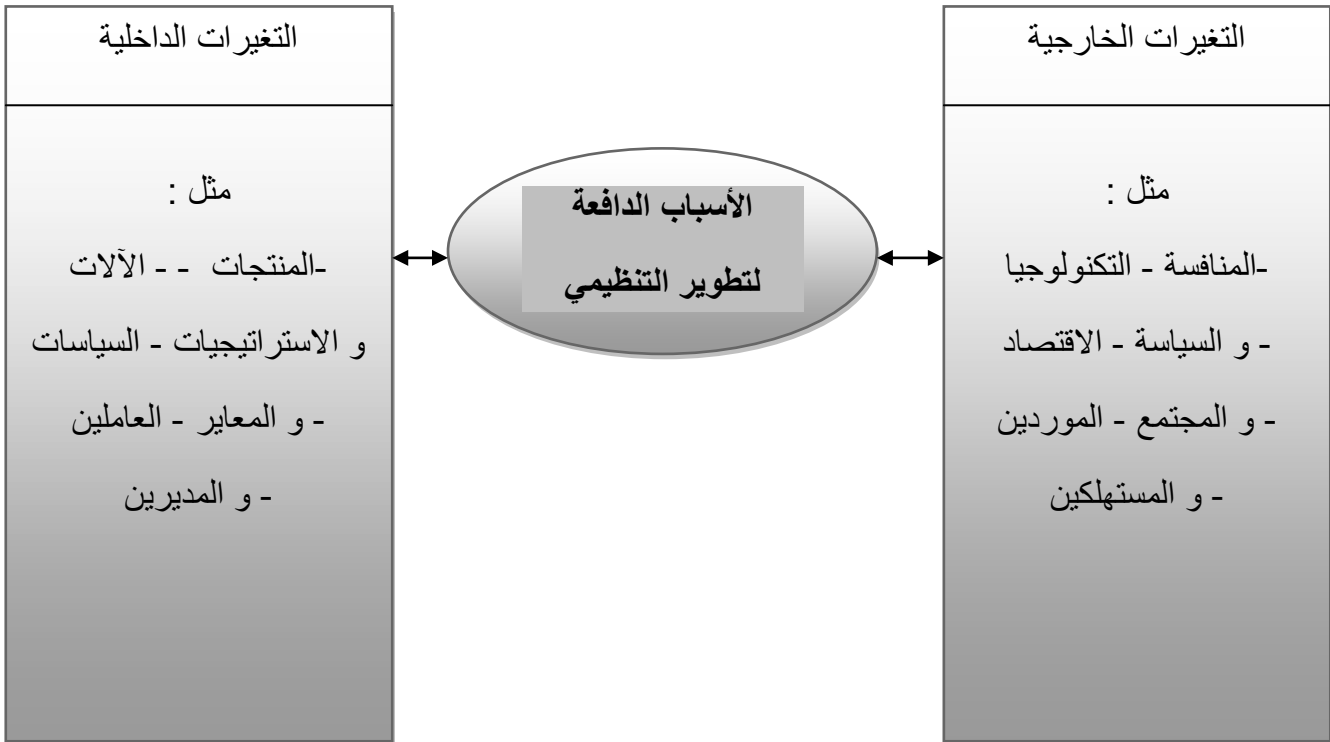 التغيرات الخارجية
مثل :
-المنافسة - التكنولوجيا
- و السياسة - الاقتصاد
- و المجتمع - الموردين
- و المستهلكين
الأسباب الدافعة
لتطوير التنظيمي
التغيرات الداخلية
مثل :
-المنتجات - - الآلات
و الاستراتيجيات - السياسات
- و المعاير - العاملين
- و المديرين